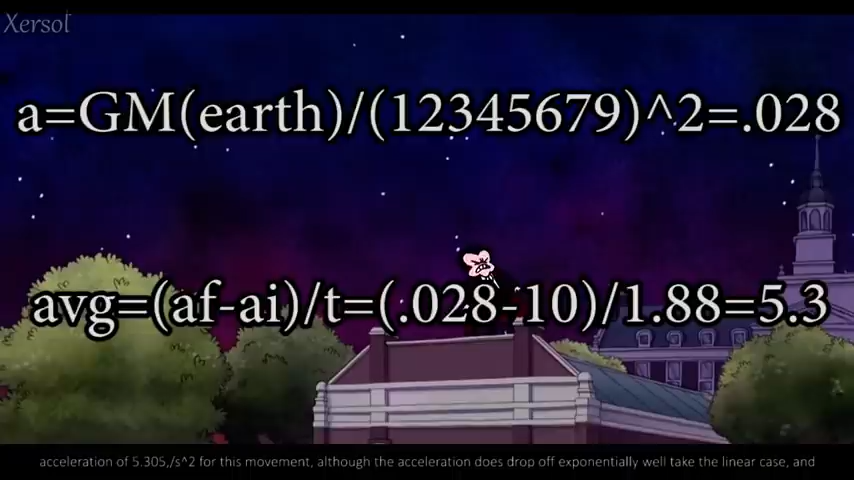 Xersol
a=GM(earth)/(12345679)^2=.028
avg=(af-ai)/t=(.028-10)/1.88=5.3
acceleration of 5.305,/s^2 for this movement, although the acceleration does drop off exponentially well take the linear case, and